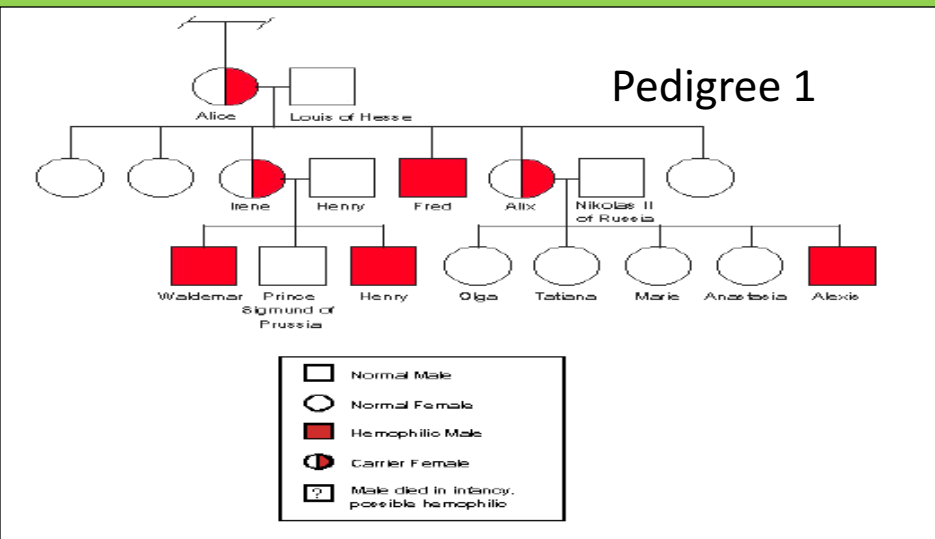 Pedigree 1
Alice Louis of Hesse
Irene Henry Fred Alix Nikolas II
of Russia
Waldemar Prince Henry Olga Tatiana Marie Anastasia Alexis
Sigmund of
Prussia
Normal Male
Normal Female
Hemophilic Male
Carrier Female
? Male died in infancy,
possible hemophilic